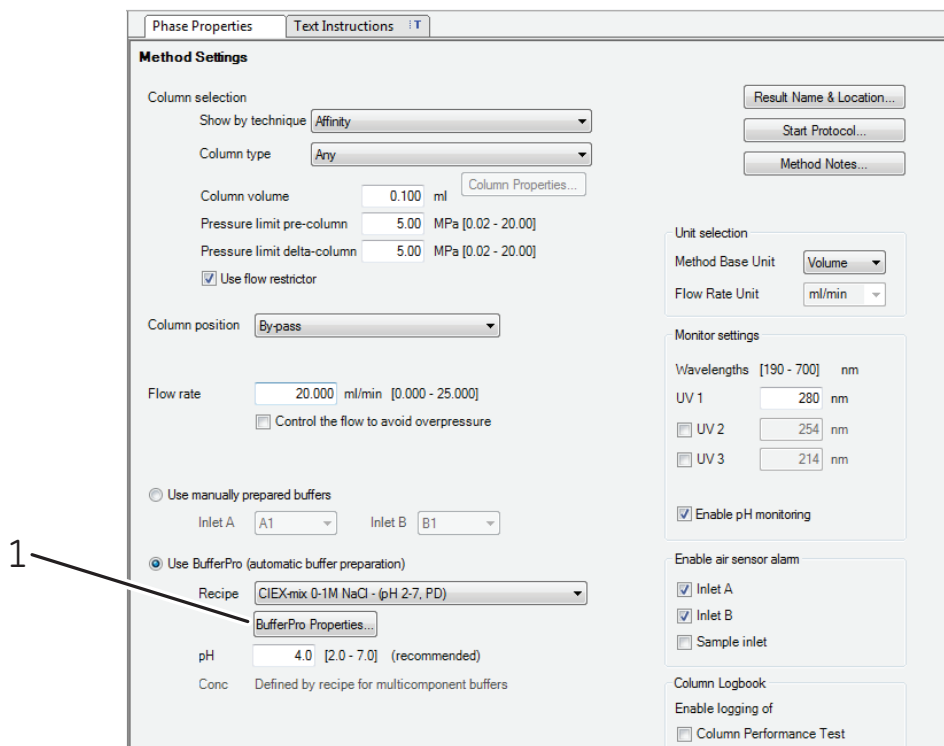 Phase Properties Text Instructions T
Method Settings
Column selection
Show by technique Affinity
Column type Any
Column Properties...
Column volume 0.100 ml
Pressure limit pre-column 5.00 MPa [0.02 - 20.00]
Pressure limit delta-column 5.00 MPa [0.02 - 20.00]
Use flow restrictor
Column position By-pass
Flow rate 20.000 ml/min [0.000 - 25.000]
Control the flow to avoid overpressure
Use manually prepared buffers
Inlet A A1 Inlet B B1
1
Use BufferPro (automatic buffer preparation)
Recipe CIEX-mix 0-1M NaCl - (pH 2-7, PD)
BufferPro Properties...
pH 4.0 [2.0 - 7.0] (recommended)
Conc Defined by recipe for multicomponent buffers
Result Name & Location...
Start Protocol...
Method Notes...
Unit selection
Method Base Unit Volume
Flow Rate Unit ml/min
Monitor settings
Wavelengths [190 - 700] nm
UV 1 280 nm
UV 2 254 nm
UV 3 214 nm
Enable pH monitoring
Enable air sensor alarm
Inlet A
Inlet B
Sample inlet
Column Logbook
Enable logging of
Column Performance Test